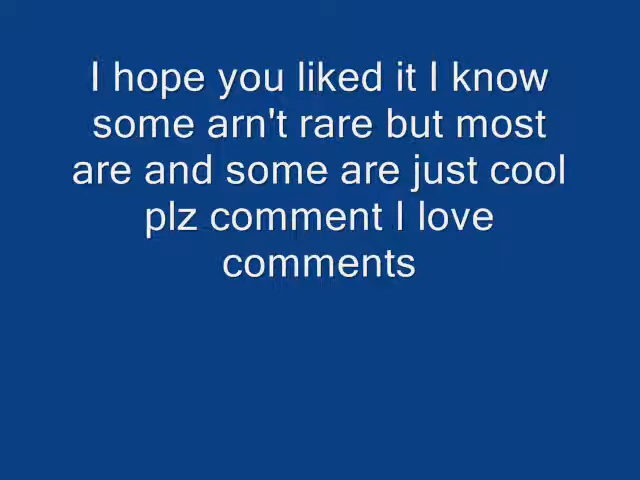 I hope you liked it I know
some arn't rare but most
are and some are just cool
plz comment I love
comments